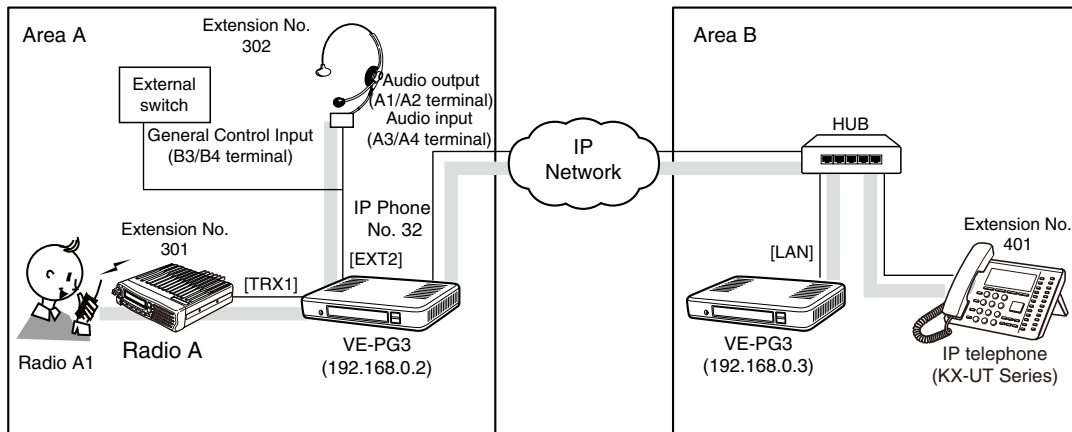 Area A
Extension No.
302
External
switch
Audio output
(A1/A2 terminal)
Audio input
(A3/A4 terminal)
General Control Input
(B3/B4 terminal)
IP Phone
No. 32
Extension No.
301
[TRX1]
[EXT2]
Radio A1
Radio A
VE-PG3
(192.168.0.2)
IP
Network
Area B
HUB
[LAN]
Extension No.
401
VE-PG3
(192.168.0.3)
IP telephone
(KX-UT Series)